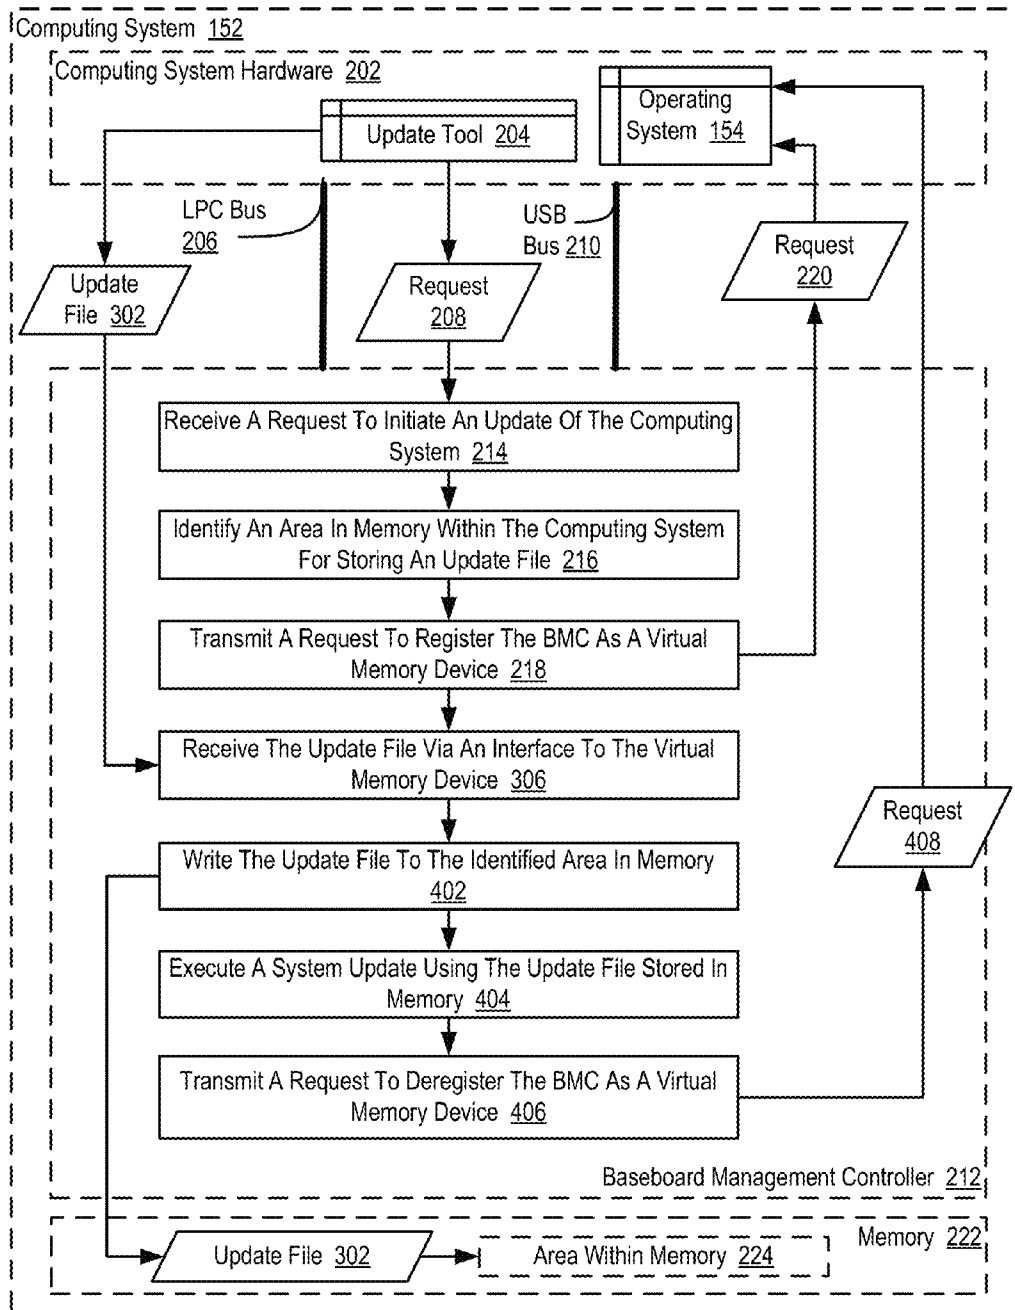 Computing System 152
Computing System Hardware 202
Update Tool 204
Operating
System 154
LPC Bus
206
USB
Bus 210
Update
File 302
Request
208
Request
220
Receive A Request To Initiate An Update Of The Computing
System 214
Identify An Area In Memory Within The Computing System
For Storing An Update File 216
Transmit A Request To Register The BMC As A Virtual
Memory Device 218
Receive The Update File Via An Interface To The Virtual
Memory Device 306
Request
408
Write The Update File To The Identified Area In Memory
402
Execute A System Update Using The Update File Stored In
Memory 404
Transmit A Request To Deregister The BMC As A Virtual
Memory Device 406
Baseboard Management Controller 212
Memory 222
Update File 302
Area Within Memory 224